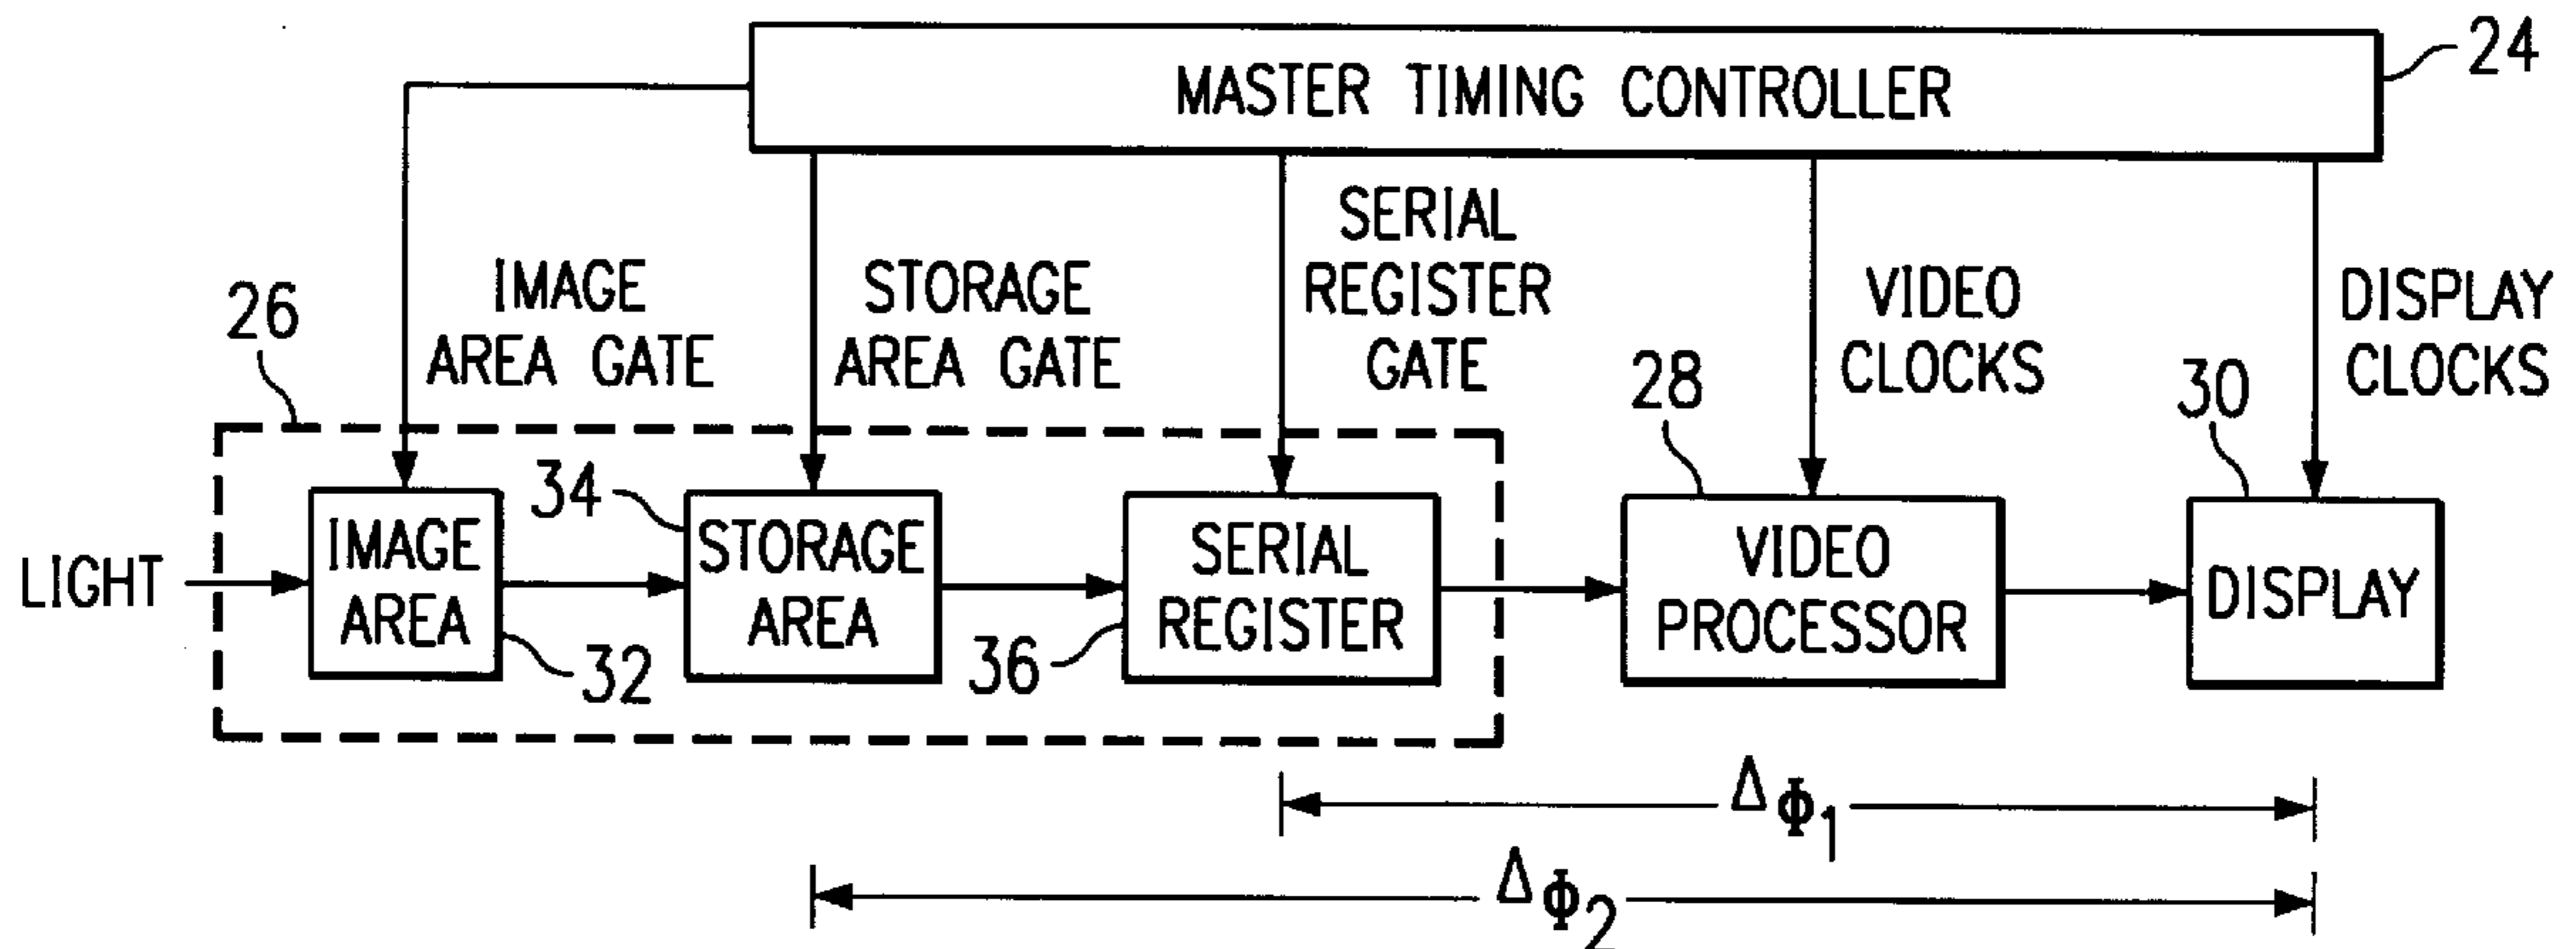 MASTER TIMING CONTROLLER
24
SERIAL
REGISTER
GATE
IMAGE
AREA GATE
STORAGE
AREA GATE
VIDEO
CLOCKS
DISPLAY
CLOCKS
26
28
30
34
LIGHT
IMAGE
AREA
STORAGE
AREA
SERIAL
REGISTER
VIDEO
PROCESSOR
DISPLAY
32
36
ΔΦ1
ΔΦ2